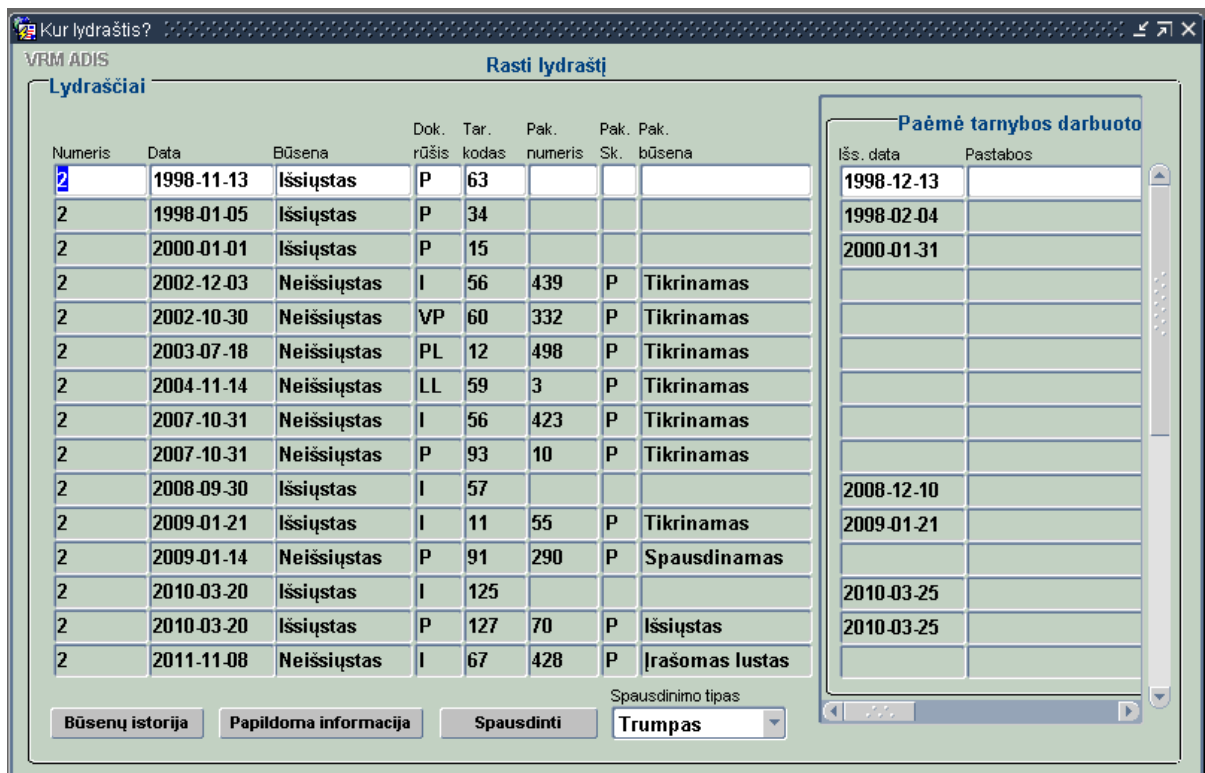 Kur lydraštis?
VRM ADIS
Rasti lydraštį
Lydraščiai
Paėmė tarnybos darbuoto
Dok. Tar. Pak. Pak. Pak.
Numeris Data Būsena rūšis kodas numeris Sk. būsena Išs. data Pastabos
2 1998-11-13 Išsiųstas P 63 1998-12-13
2 1998-01-05 Išsiųstas P 34 1998-02-04
2 2000-01-01 Išsiųstas P 15 2000-01-31
2 2002-12-03 Neišsiųstas I 56 439 P Tikrinamas
2 2002-10-30 Neišsiųstas VP 60 332 P Tikrinamas
2 2003-07-18 Neišsiųstas PL 12 498 P Tikrinamas
2 2004-11-14 Neišsiųstas LL 59 3 P Tikrinamas
2 2007-10-31 Neišsiųstas I 56 423 P Tikrinamas
2 2007-10-31 Neišsiųstas P 93 10 P Tikrinamas
2 2008-09-30 Išsiųstas I 57 2008-12-10
2 2009-01-21 Išsiųstas I 11 55 P Tikrinamas 2009-01-21
2 2009-01-14 Neišsiųstas P 91 290 P Spausdinamas
2 2010-03-20 Išsiųstas I 125 2010-03-25
2 2010-03-20 Išsiųstas P 127 70 P Išsiųstas 2010-03-25
2 2011-11-08 Neišsiųstas I 67 428 P Įrašomas lustas
Spausdinimo tipas
Būsenų istorija Papildoma informacija Spausdinti Trumpas